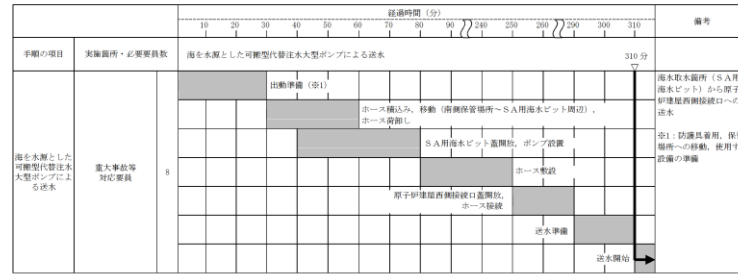 経過時間（分）
10 20 30 40 50 60 70 80 90 240 250 260 290 300 310
備考
手順の項目 実施箇所・必要要員数 海を水源とした可搬型代替注水大型ポンプによる送水 310 分
海を水源とした
可搬型代替注水
大型ポンプによ
る送水
重大事故等
対応要員
8
出動準備（※1）
ホース積込み，移動（南側保管場所～ＳＡ用海水ピット周辺），
ホース荷卸し
ＳＡ用海水ピット蓋開放，ポンプ設置
ホース敷設
原子炉建屋西側接続口蓋開放，
ホース接続
送水準備
送水開始
海水取水箇所（ＳＡ用
海水ピット）から原子
炉建屋西側接続口への
送水
※1：防護具着用，保管
場所への移動，使用す
設備の準備